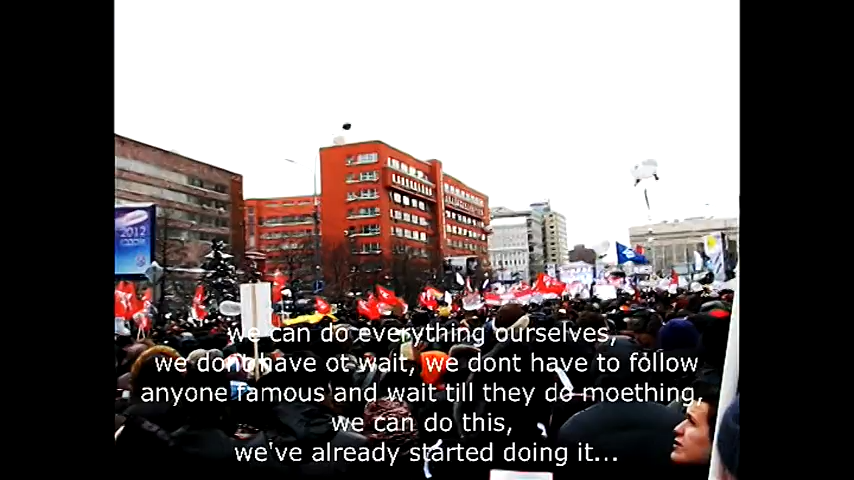 2012
we can do everything ourselves,
we dont have ot wait, we dont have to follow
anyone famous and wait till they do moething,
we can do this,
we've already started doing it...